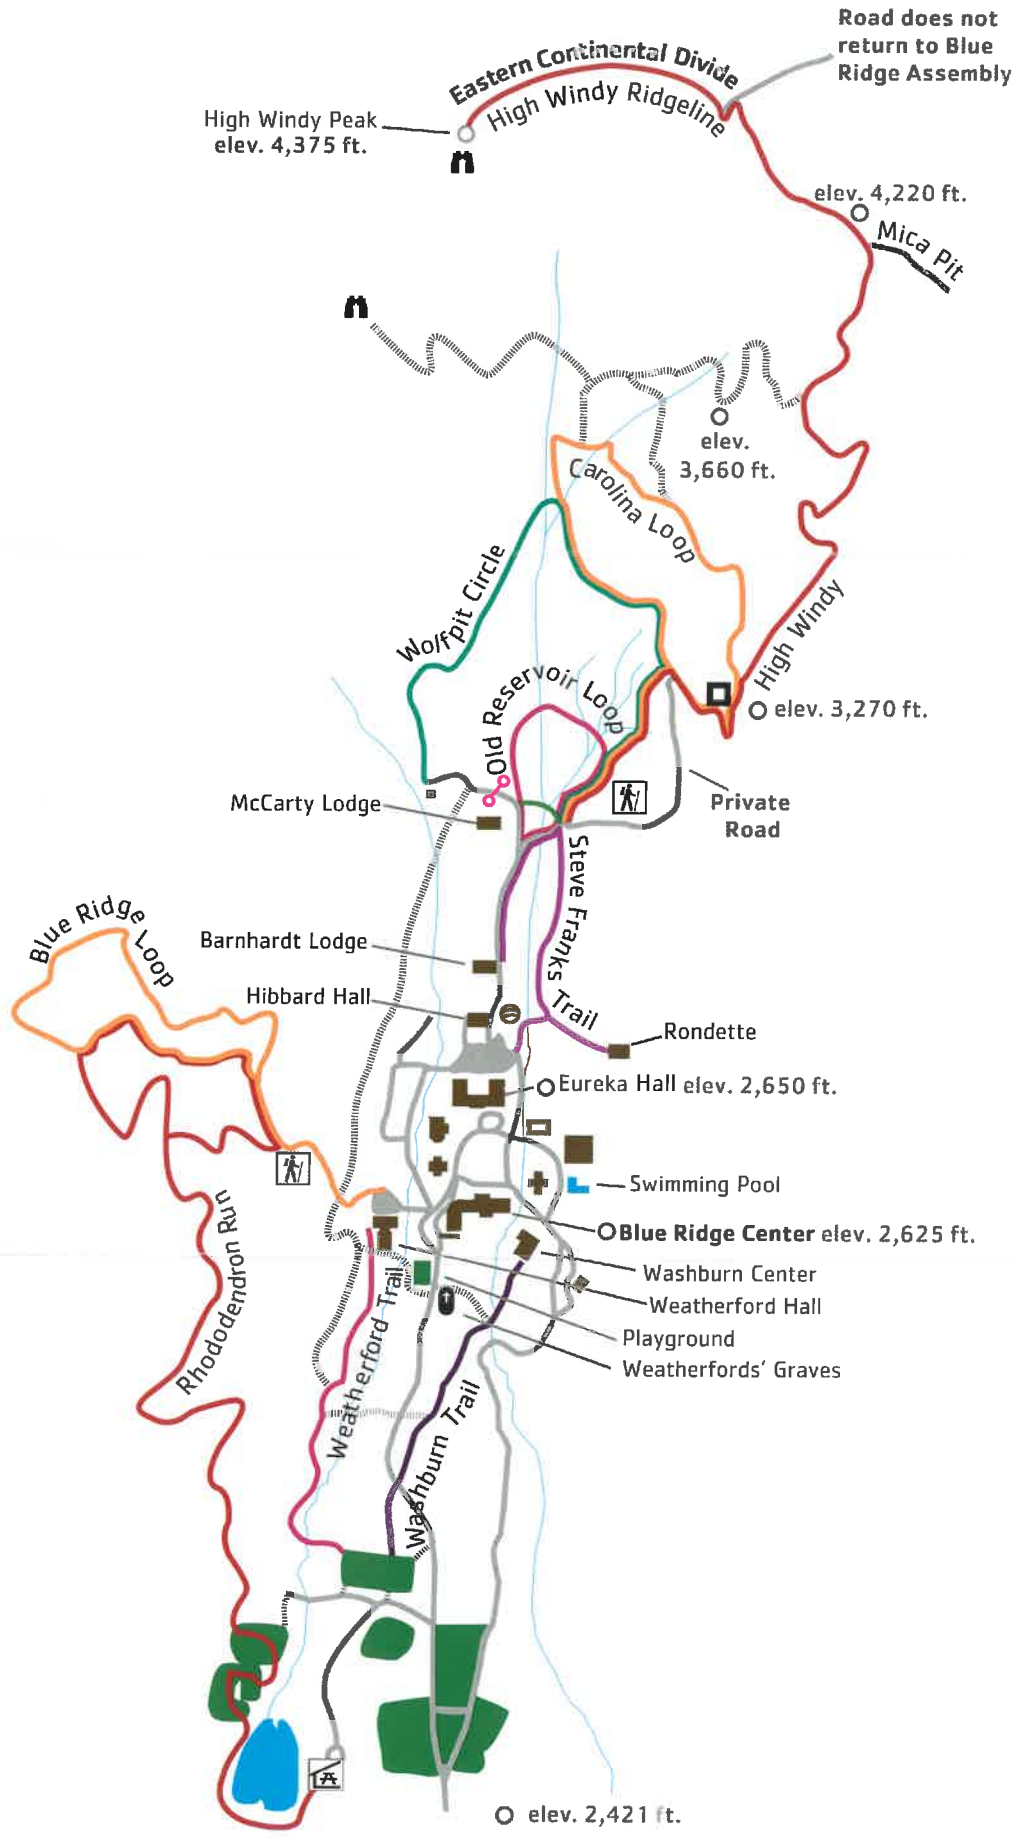 Road does not
return to Blue
Ridge Assembly
Eastern Continental Divide
High Windy Ridgeline
High Windy Peak
elev. 4,375 ft.
elev. 4,220 ft.
Mica Pit
elev.
3,660 ft.
Carolina Loop
Wolfpit Circle
High Windy
Old Reservoir Loop
elev. 3,270 ft.
McCarty Lodge
Private
Road
Steve Franks
Trail
Blue Ridge
Loop
Barnhardt Lodge
Hibbard Hall
Rondette
Eureka Hall elev. 2,650 ft.
Swimming Pool
Blue Ridge Center elev. 2,625 ft.
Washburn Center
Weatherford Hall
Playground
Weatherfords' Graves
Rhododendron Run
Weatherford Trail
Washburn Trail
elev. 2,421 ft.